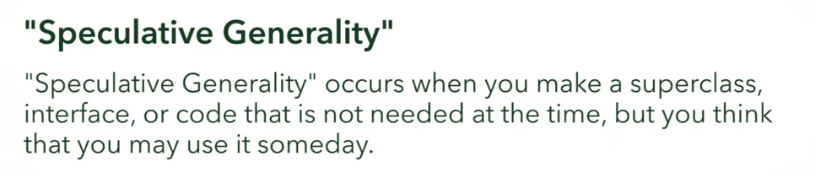 "Speculative Generality"
"Speculative Generality" occurs when you make a superclass,
interface, or code that is not needed at the time, but you think
that you may use it someday.